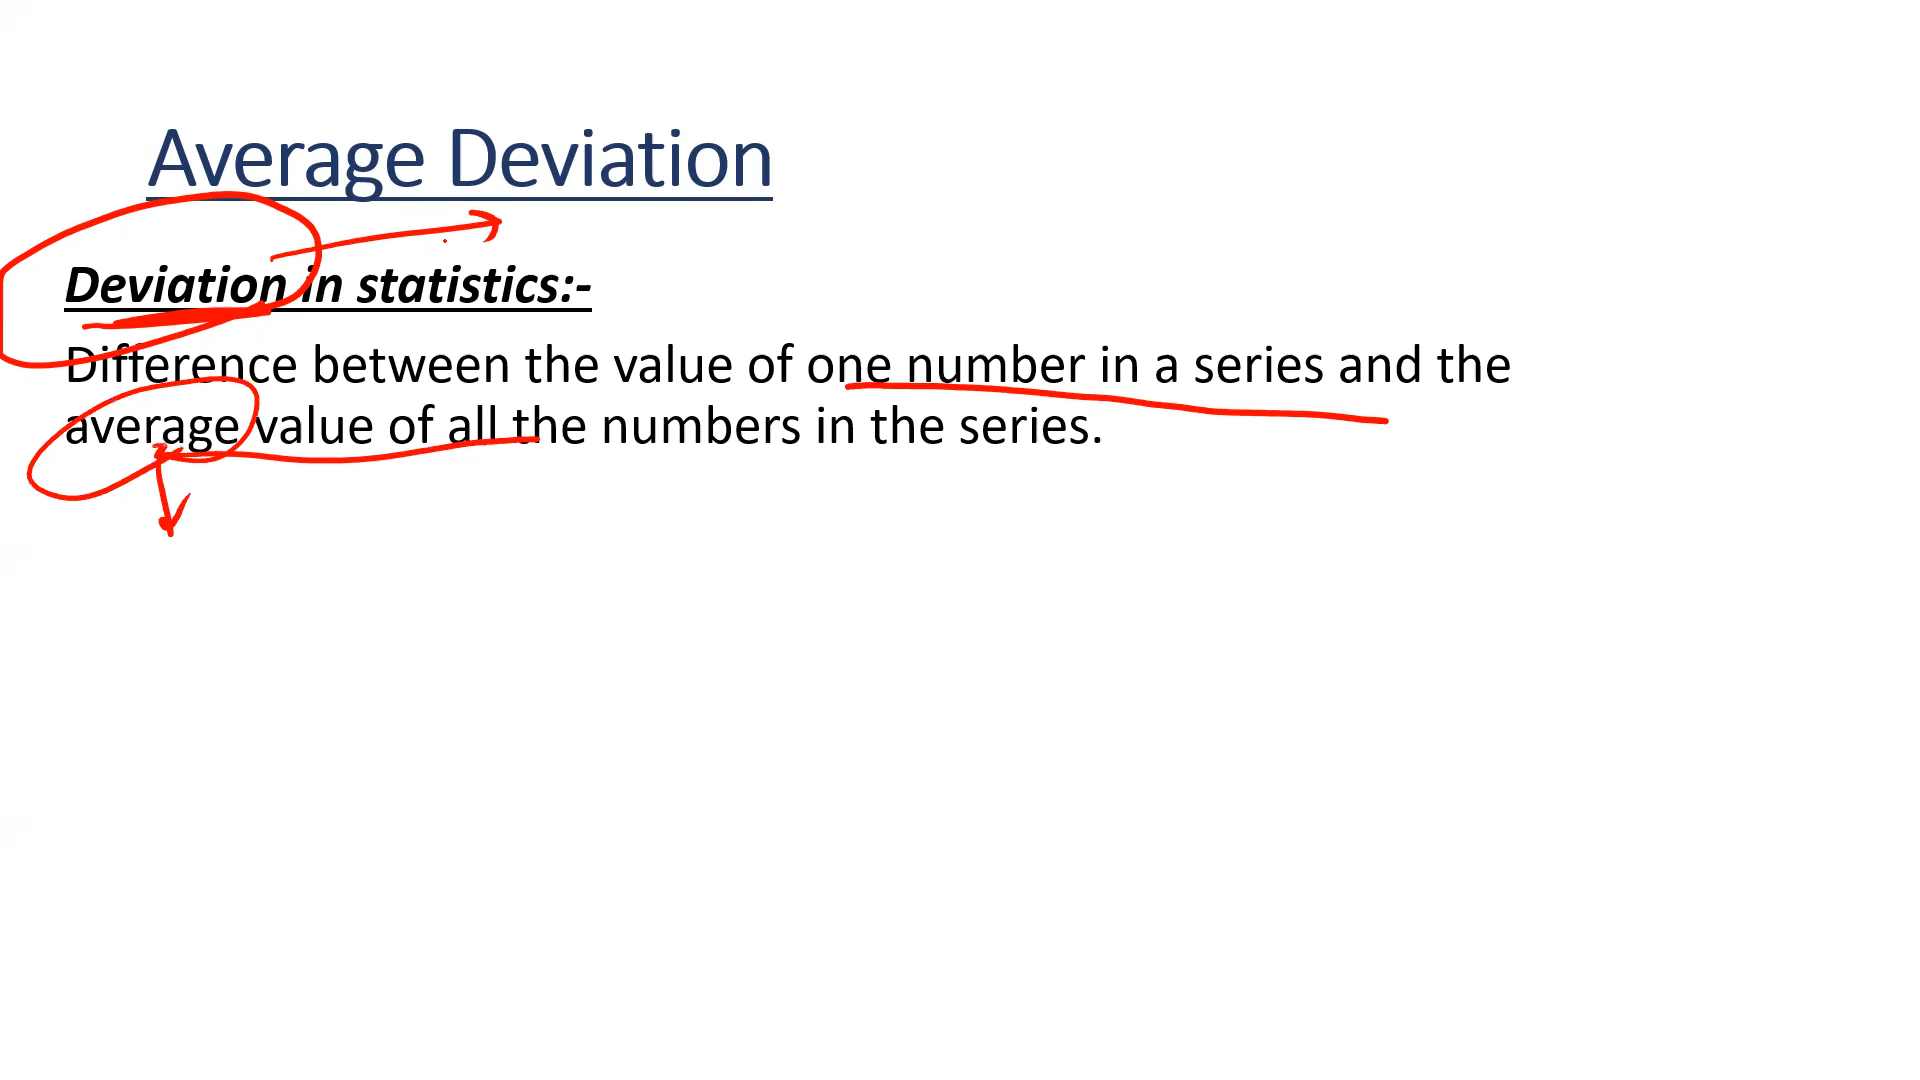 Average Deviation
Deviation in statistics:-
Difference between the value of one number in a series and the
average value of all the numbers in the series.